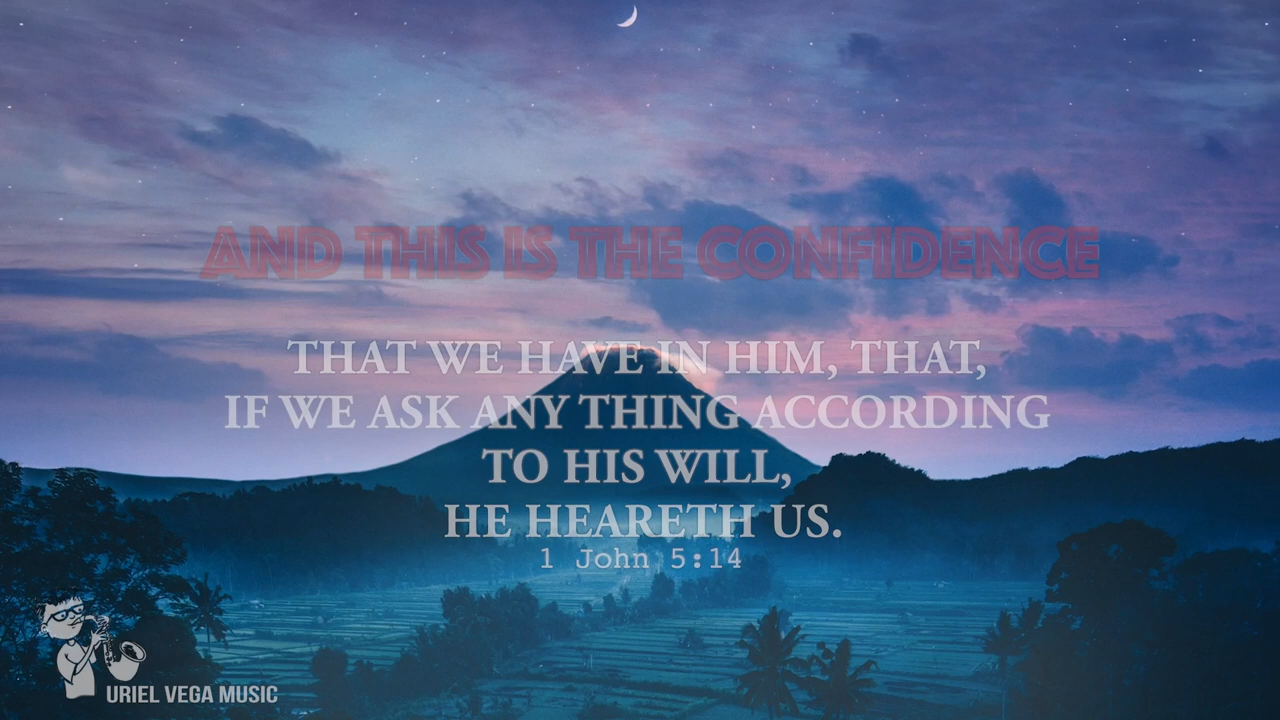 AND THIS IS THE CONFIDENCE
THAT WE HAVE IN HIM, THAT,
IF WE ASK ANY THING ACCORDING
TO HIS WILL,
HE HEARETH US.
1 John 5:14
URIEL VEGA MUSIC